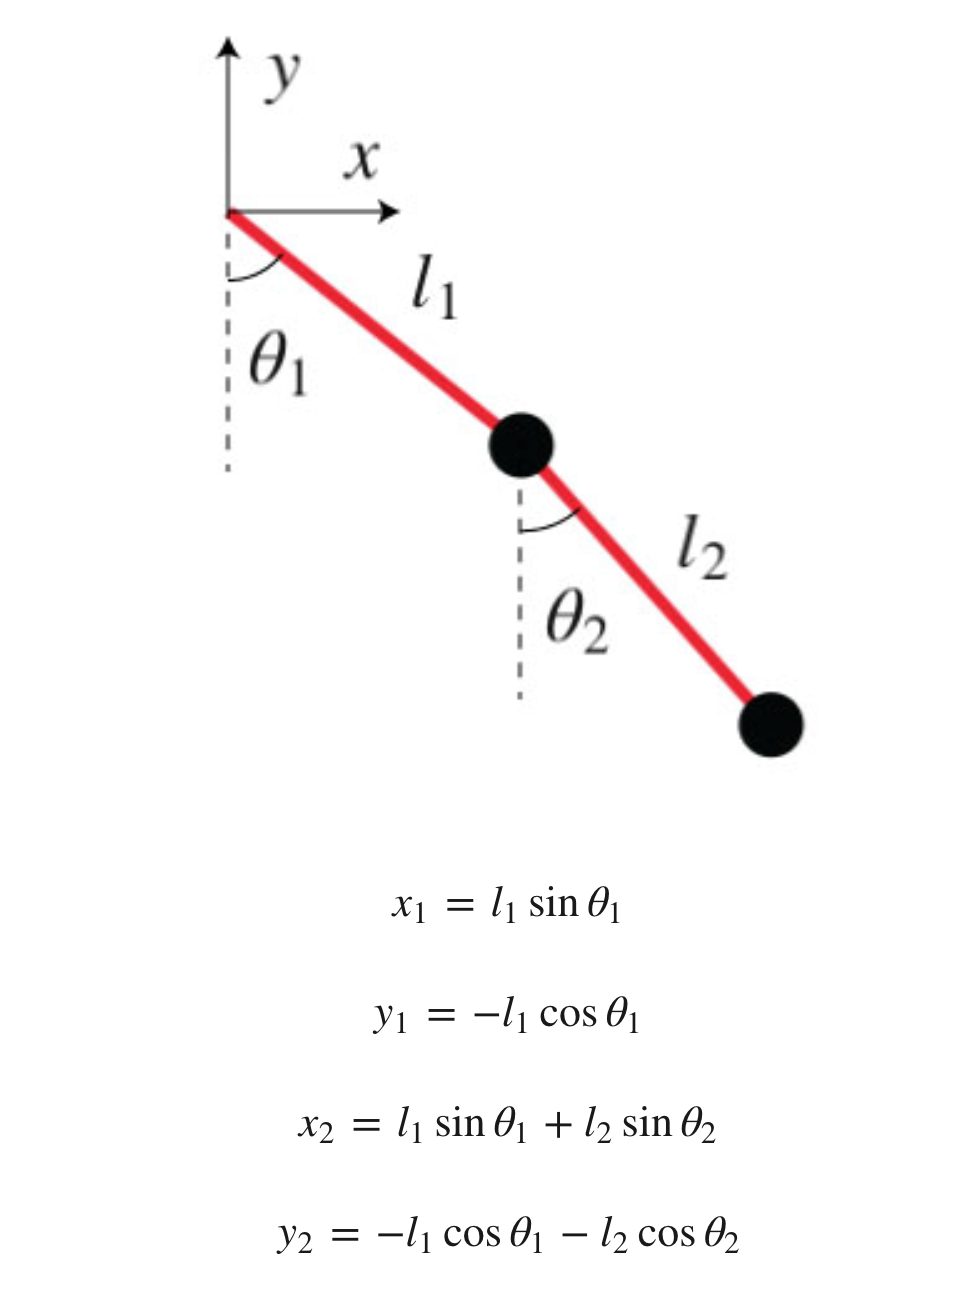 y
x
l₁
θ₁
l₂
θ₂
x₁ = l₁ sin θ₁
y₁ = −l₁ cos θ₁
x₂ = l₁ sin θ₁ + l₂ sin θ₂
y₂ = −l₁ cos θ₁ − l₂ cos θ₂